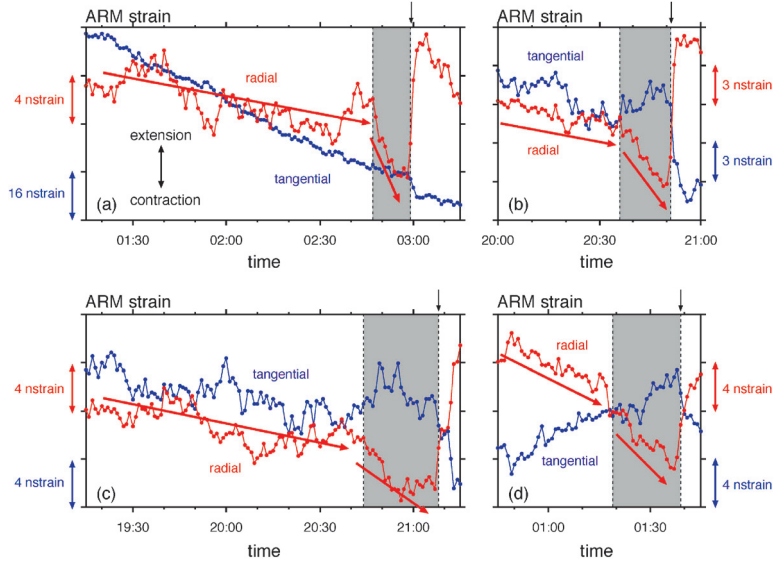 ARM strain
radial
4 nstrain
extension
contraction
tangential
16 nstrain
(a)
01:30 02:00 02:30 03:00
time
ARM strain
tangential
3 nstrain
radial
3 nstrain
(b)
20:00 20:30 21:00
time
ARM strain
4 nstrain
tangential
radial
4 nstrain
(c)
19:30 20:00 20:30 21:00
time
ARM strain
radial
4 nstrain
tangential
4 nstrain
(d)
01:00 01:30
time